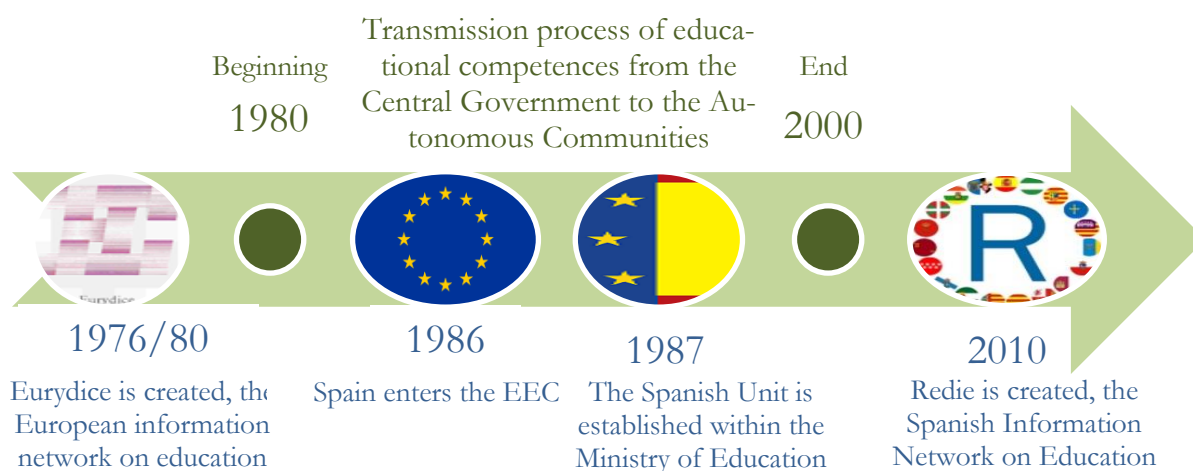 Beginning
1980
Transmission process of educa-
tional competences from the
Central Government to the Au-
tonomous Communities
End
2000
Eurydice
R
1976/80
Eurydice is created, the
European information
network on education
1986
Spain enters the EEC
1987
The Spanish Unit is
established within the
Ministry of Education
2010
Redie is created, the
Spanish Information
Network on Education